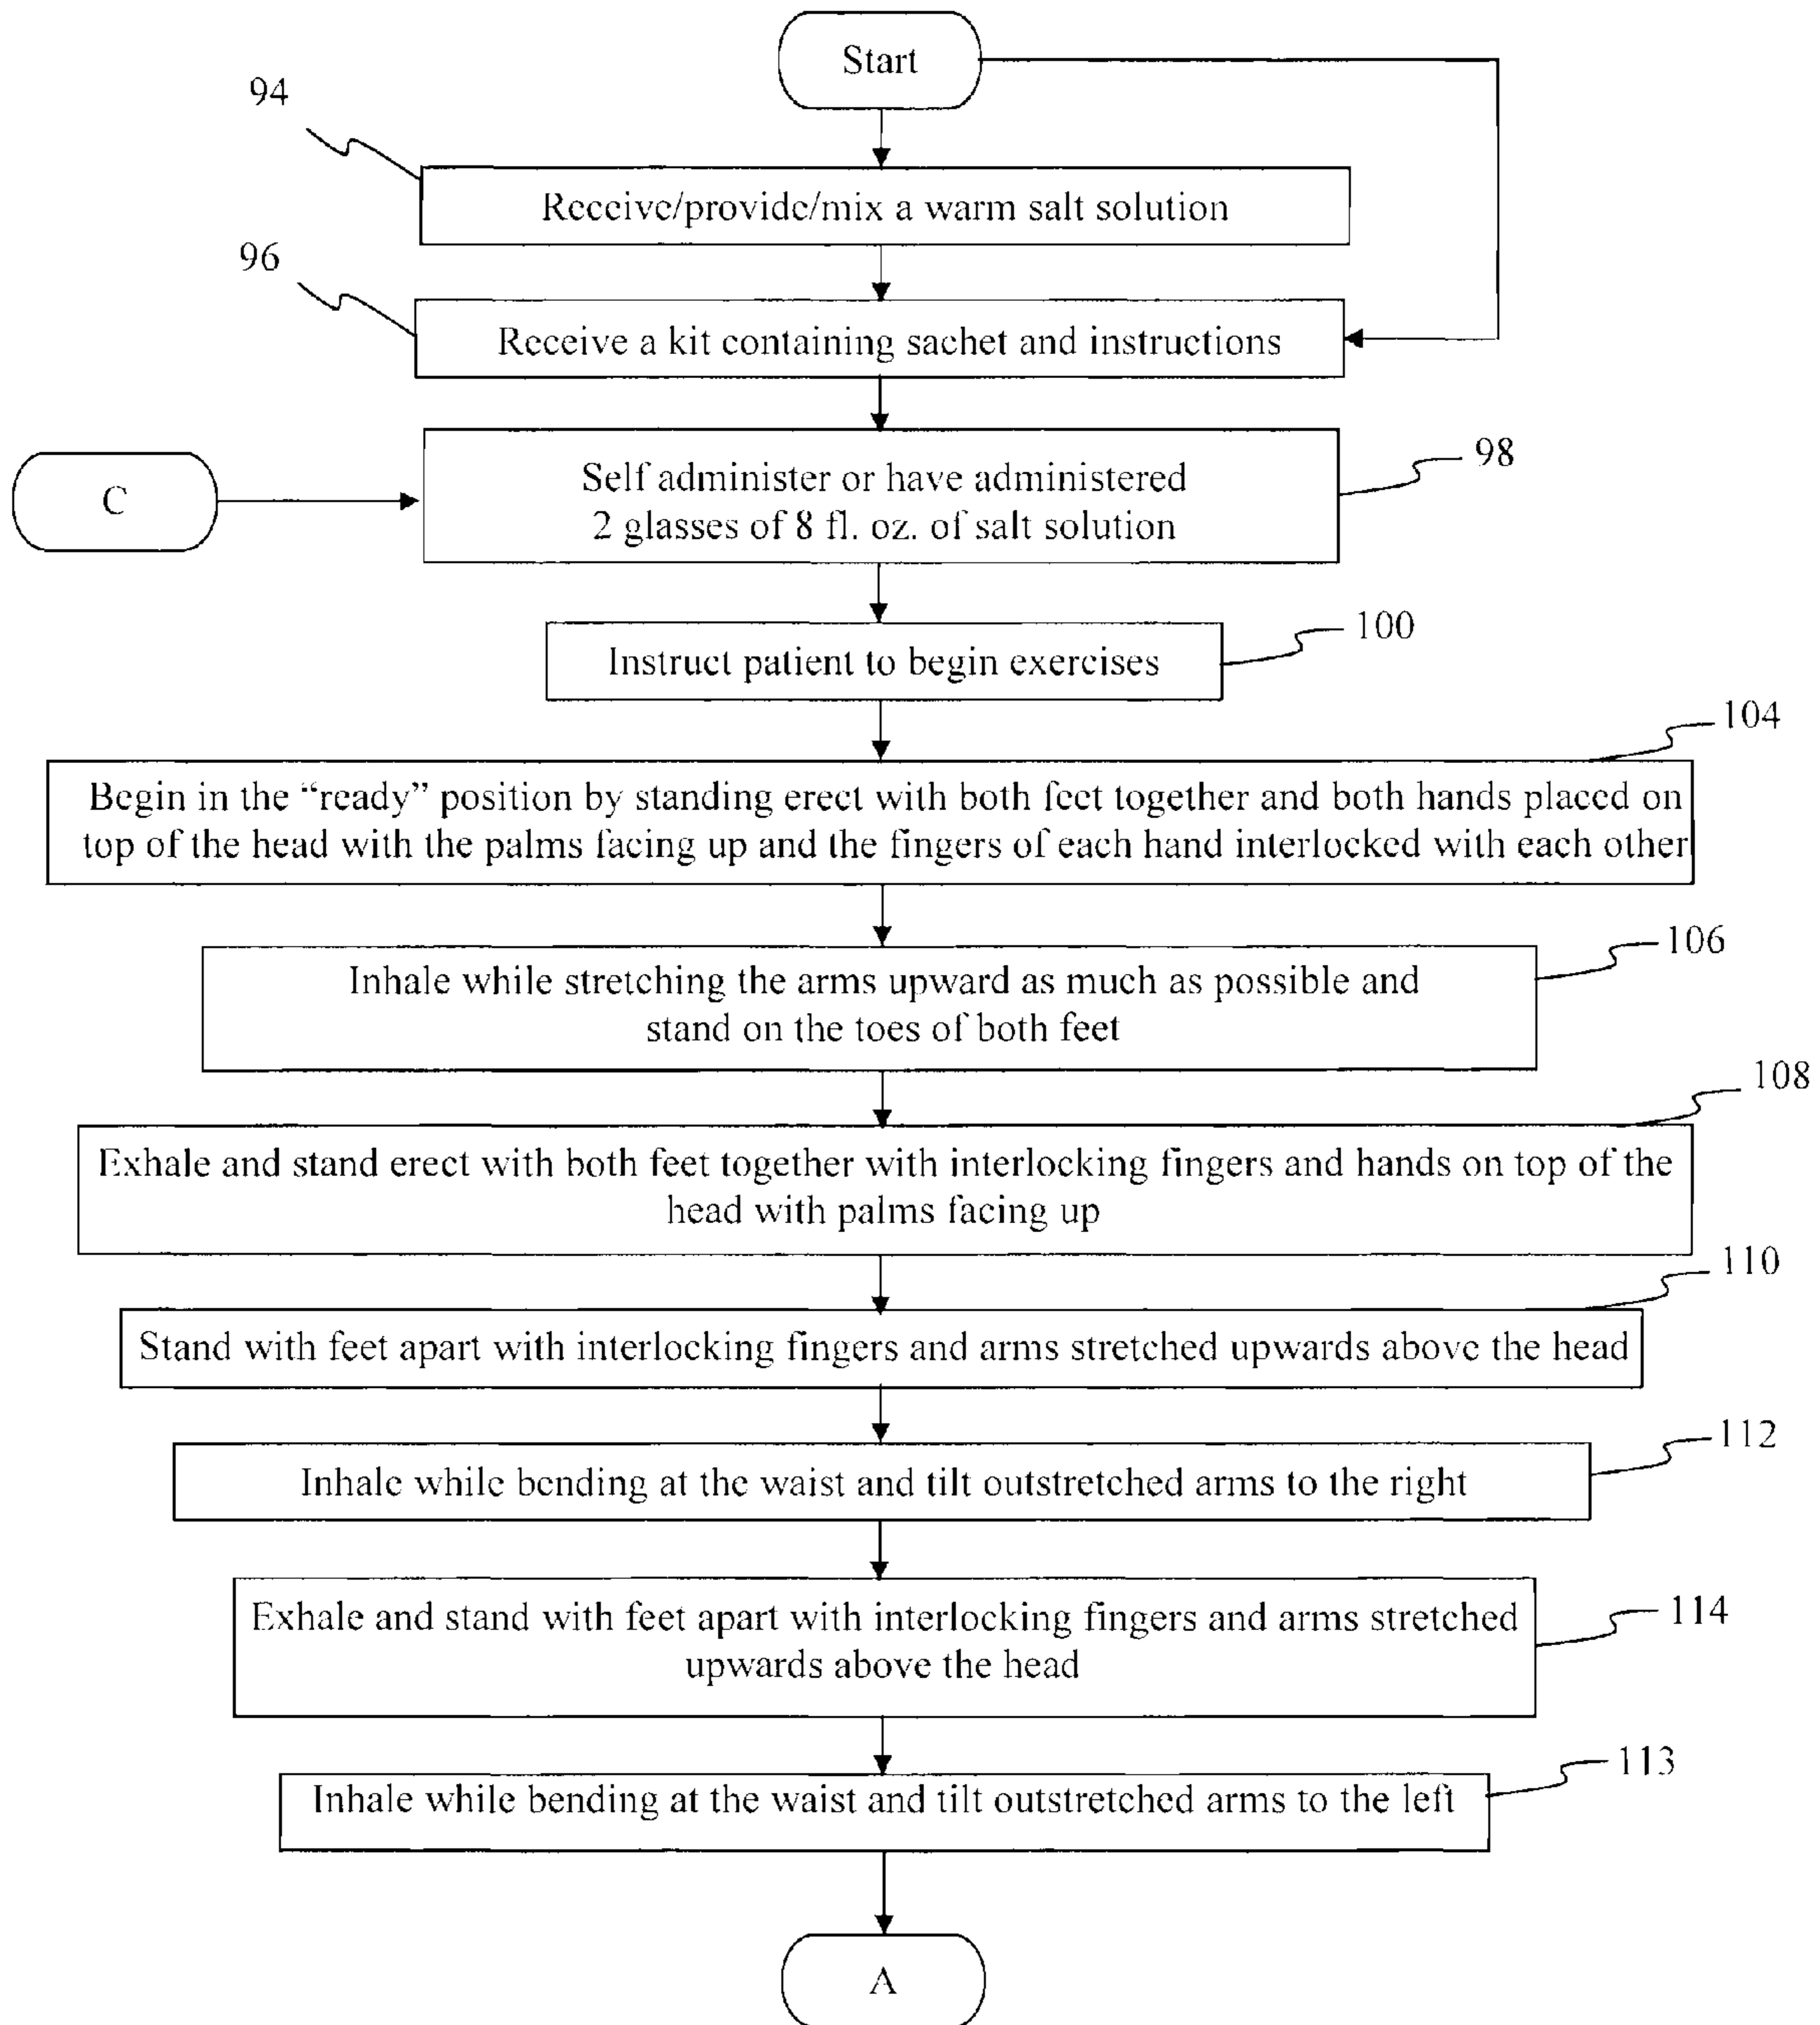 Start
94
Receive/provide/mix a warm salt solution
96
Receive a kit containing sachet and instructions
C
Self administer or have administered
2 glasses of 8 fl. oz. of salt solution
98
100
Instruct patient to begin exercises
104
Begin in the “ready” position by standing erect with both feet together and both hands placed on
top of the head with the palms facing up and the fingers of each hand interlocked with each other
106
Inhale while stretching the arms upward as much as possible and
stand on the toes of both feet
108
Exhale and stand erect with both feet together with interlocking fingers and hands on top of the
head with palms facing up
110
Stand with feet apart with interlocking fingers and arms stretched upwards above the head
112
Inhale while bending at the waist and tilt outstretched arms to the right
Exhale and stand with feet apart with interlocking fingers and arms stretched
upwards above the head
114
113
Inhale while bending at the waist and tilt outstretched arms to the left
A